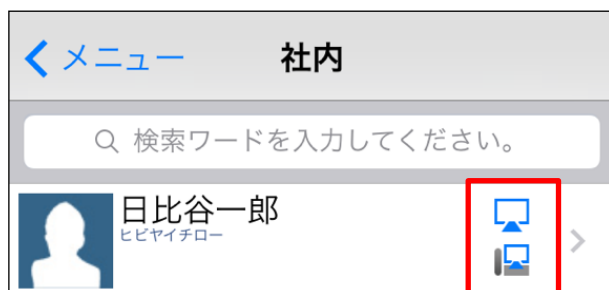 メニュー 社内
検索ワードを入力してください。
日比谷一郎
ヒビヤイチロー